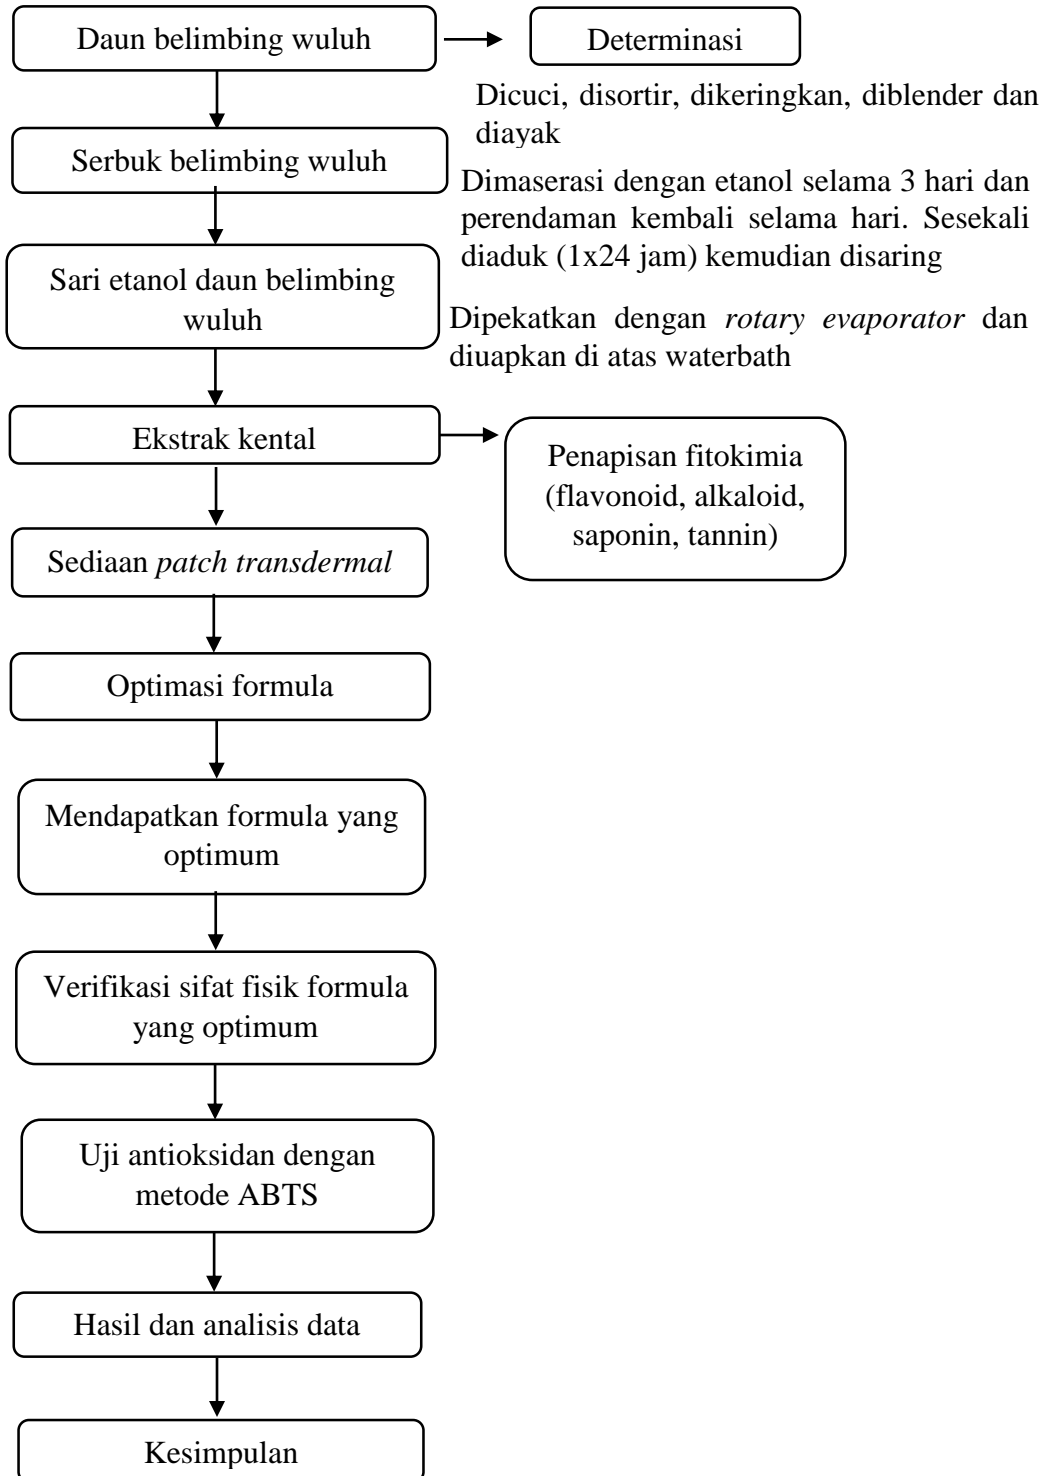 Daun belimbing wuluh
Determinasi
Dicuci, disortir, dikeringkan, diblender dan
diayak
Serbuk belimbing wuluh
Dimaserasi dengan etanol selama 3 hari dan
perendaman kembali selama hari. Sesekali
diaduk (1x24 jam) kemudian disaring
Sari etanol daun belimbing
wuluh
Dipekatkan dengan rotary evaporator dan
diuapkan di atas waterbath
Ekstrak kental
Penapisan fitokimia
(flavonoid, alkaloid,
saponin, tannin)
Sediaan patch transdermal
Optimasi formula
Mendapatkan formula yang
optimum
Verifikasi sifat fisik formula
yang optimum
Uji antioksidan dengan
metode ABTS
Hasil dan analisis data
Kesimpulan